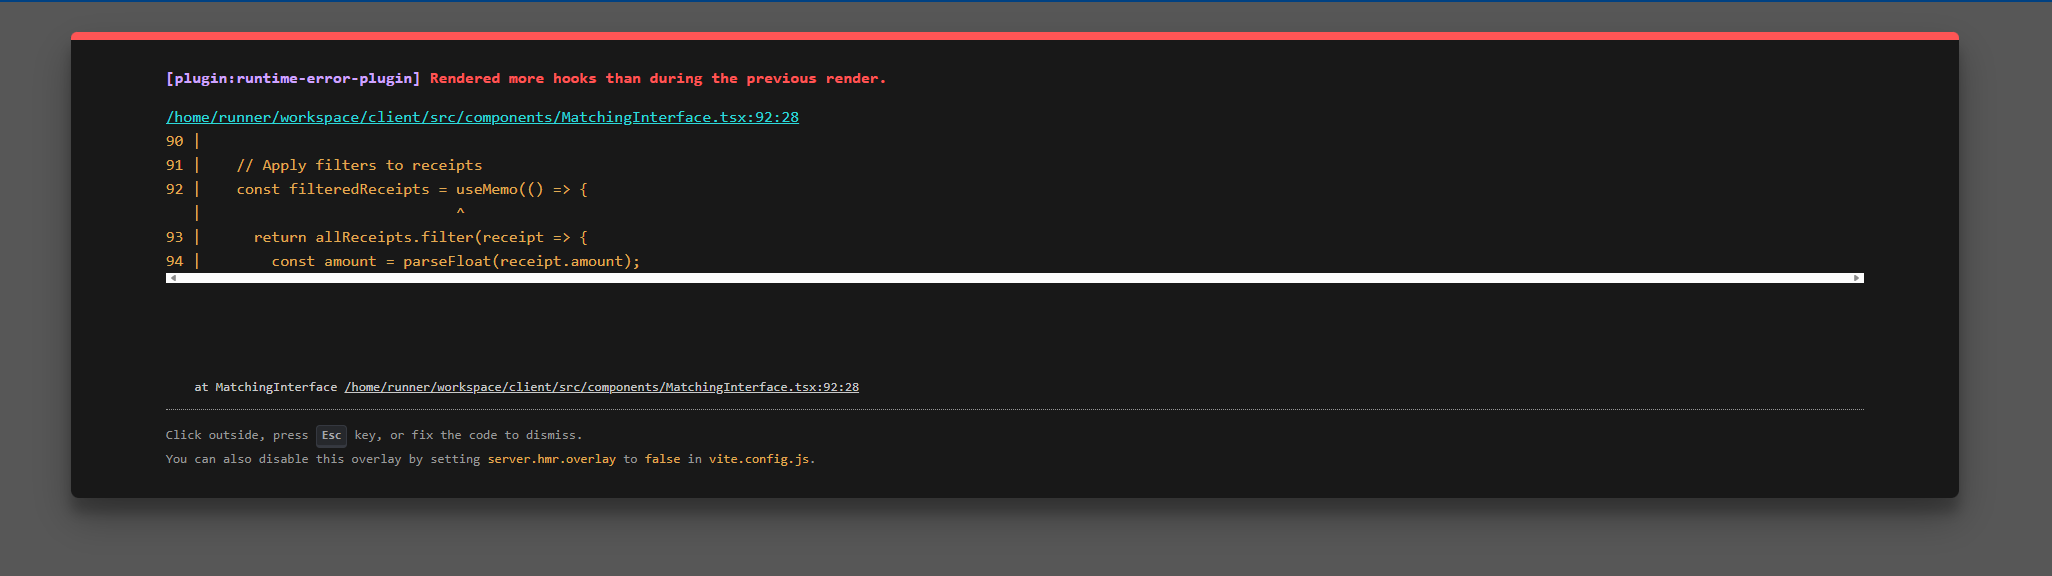 [plugin:runtime-error-plugin] Rendered more hooks than during the previous render.
/home/runner/workspace/client/src/components/MatchingInterface.tsx:92:28
90 |
91 |    // Apply filters to receipts
92 |    const filteredReceipts = useMemo(() => {
   |                             ^
93 |      return allReceipts.filter(receipt => {
94 |        const amount = parseFloat(receipt.amount);
at MatchingInterface /home/runner/workspace/client/src/components/MatchingInterface.tsx:92:28
Click outside, press Esc key, or fix the code to dismiss.
You can also disable this overlay by setting server.hmr.overlay to false in vite.config.js.